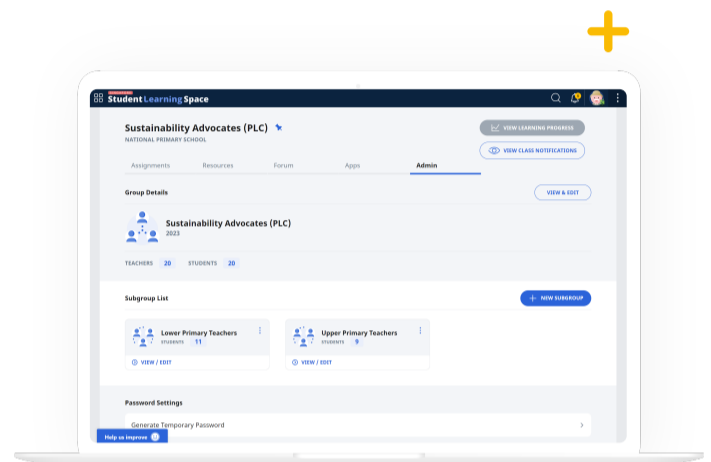 Student Learning Space
Sustainability Advocates (PLC)
NATIONAL PRIMARY SCHOOL
VIEW LEARNING PROGRESS
VIEW CLASS NOTIFICATIONS
Assignments Resources Forum Apps Admin
Group Details
VIEW & EDIT
Sustainability Advocates (PLC)
2023
TEACHERS 20 STUDENTS 20
Subgroup List
NEW SUBGROUP
Lower Primary Teachers
STUDENTS 11
VIEW / EDIT
Upper Primary Teachers
STUDENTS 9
VIEW / EDIT
Password Settings
Generate Temporary Password
Help us improve